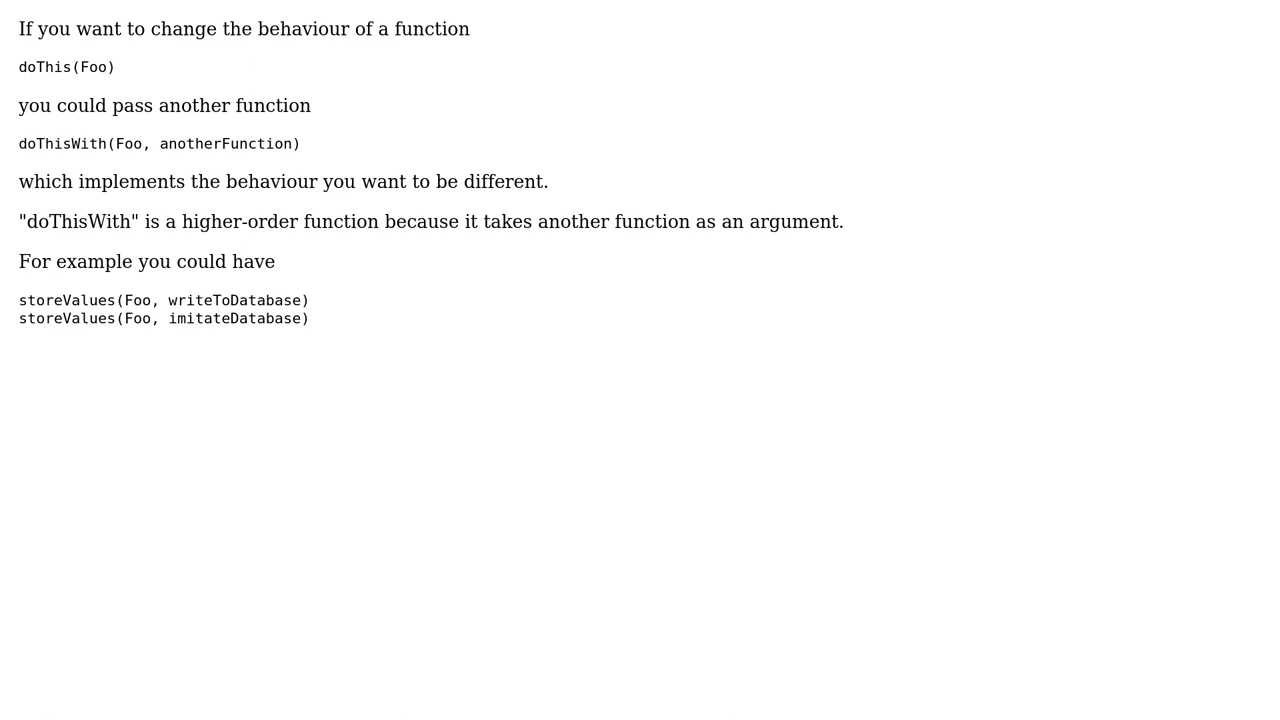 If you want to change the behaviour of a function
doThis(Foo)
you could pass another function
doThisWith(Foo, anotherFunction)
which implements the behaviour you want to be different.
"doThisWith" is a higher-order function because it takes another function as an argument.
For example you could have
storeValues(Foo, writeToDatabase)
storeValues(Foo, imitateDatabase)